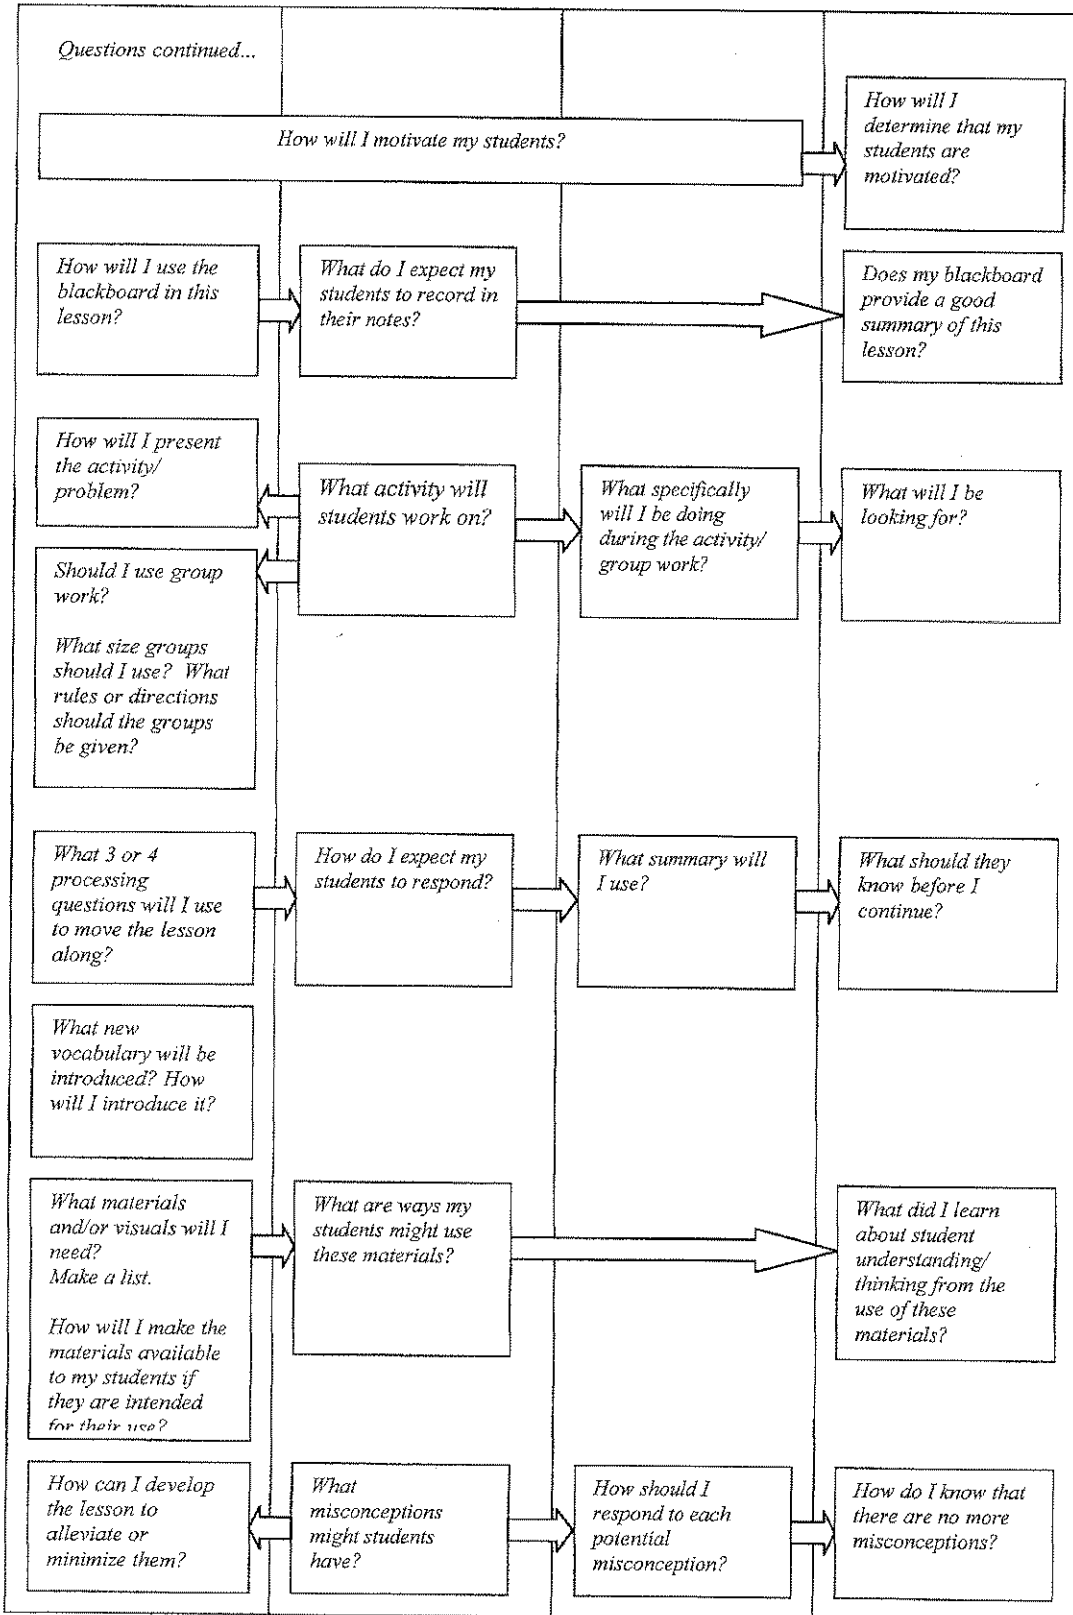 Questions continued...
How will I motivate my students?
How will I
determine that my
students are
motivated?
How will I use the
blackboard in this
lesson?
What do I expect my
students to record in
their notes?
Does my blackboard
provide a good
summary of this
lesson?
How will I present
the activity/
problem?
What activity will
students work on?
What specifically
will I be doing
during the activity/
group work?
What will I be
looking for?
Should I use group
work?
What size groups
should I use? What
rules or directions
should the groups
be given?
What 3 or 4
processing
questions will I use
to move the lesson
along?
How do I expect my
students to respond?
What summary will
I use?
What should they
know before I
continue?
What new
vocabulary will be
introduced? How
will I introduce it?
What materials
and/or visuals will I
need?
Make a list.
How will I make the
materials available
to my students if
they are intended
for their use?
What are ways my
students might use
these materials?
What did I learn
about student
understanding/
thinking from the
use of these
materials?
How can I develop
the lesson to
alleviate or
minimize them?
What
misconceptions
might students
have?
How should I
respond to each
potential
misconception?
How do I know that
there are no more
misconceptions?